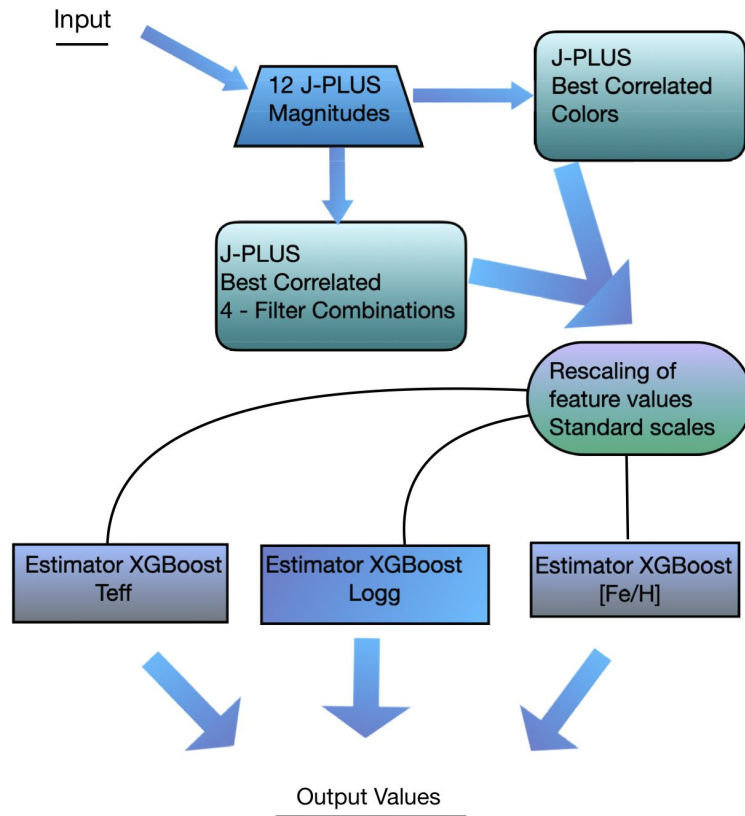 Input
12 J-PLUS
Magnitudes
J-PLUS
Best Correlated
Colors
J-PLUS
Best Correlated
4 - Filter Combinations
Rescaling of
feature values
Standard scales
Estimator XGBoost
Teff
Estimator XGBoost
Logg
Estimator XGBoost
[Fe/H]
Output Values